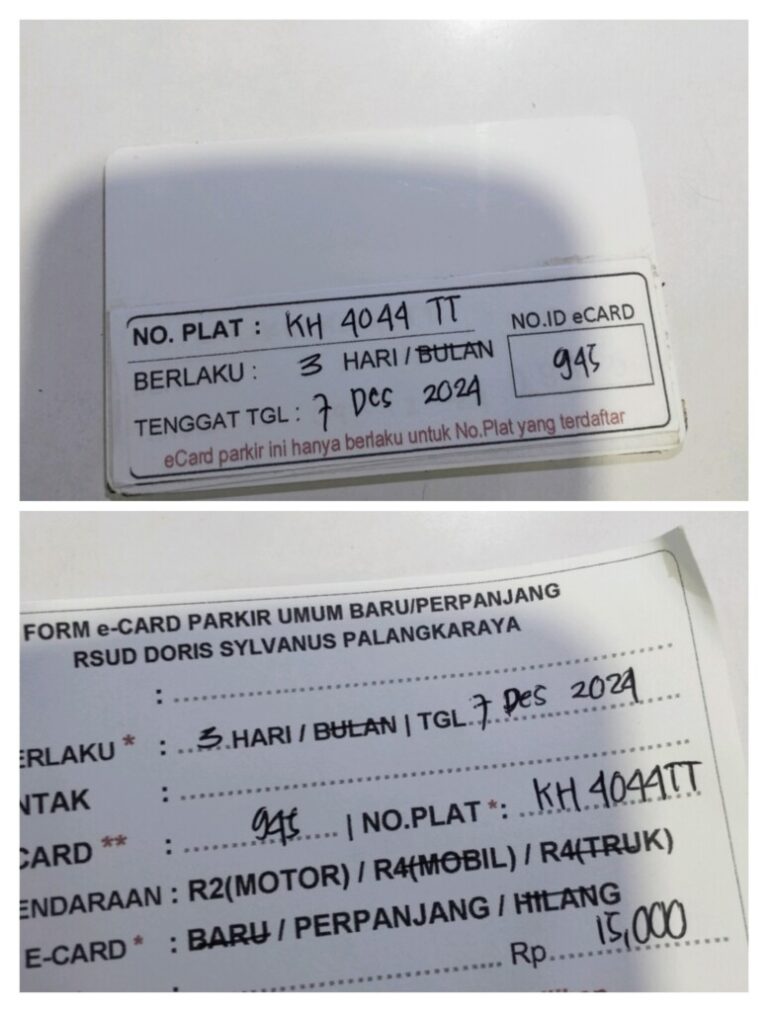 NO. PLAT : KH 4044 TT
NO.ID eCARD
BERLAKU : 3 HARI / BULAN
945
TENGGAT TGL : 7 Des 2024
eCard parkir ini hanya berlaku untuk No.Plat yang terdaftar
FORM e-CARD PARKIR UMUM BARU/PERPANJANG
RSUD DORIS SYLVANUS PALANGKARAYA
:
ERLAKU * : 3 HARI / BULAN | TGL 7 Des 2024
NTAK :
CARD ** : 945 | NO.PLAT *: KH 4044TT
ENDARAAN : R2(MOTOR) / R4(MOBIL) / R4(TRUK)
E-CARD * : BARU / PERPANJANG / HILANG
: Rp. 15,000